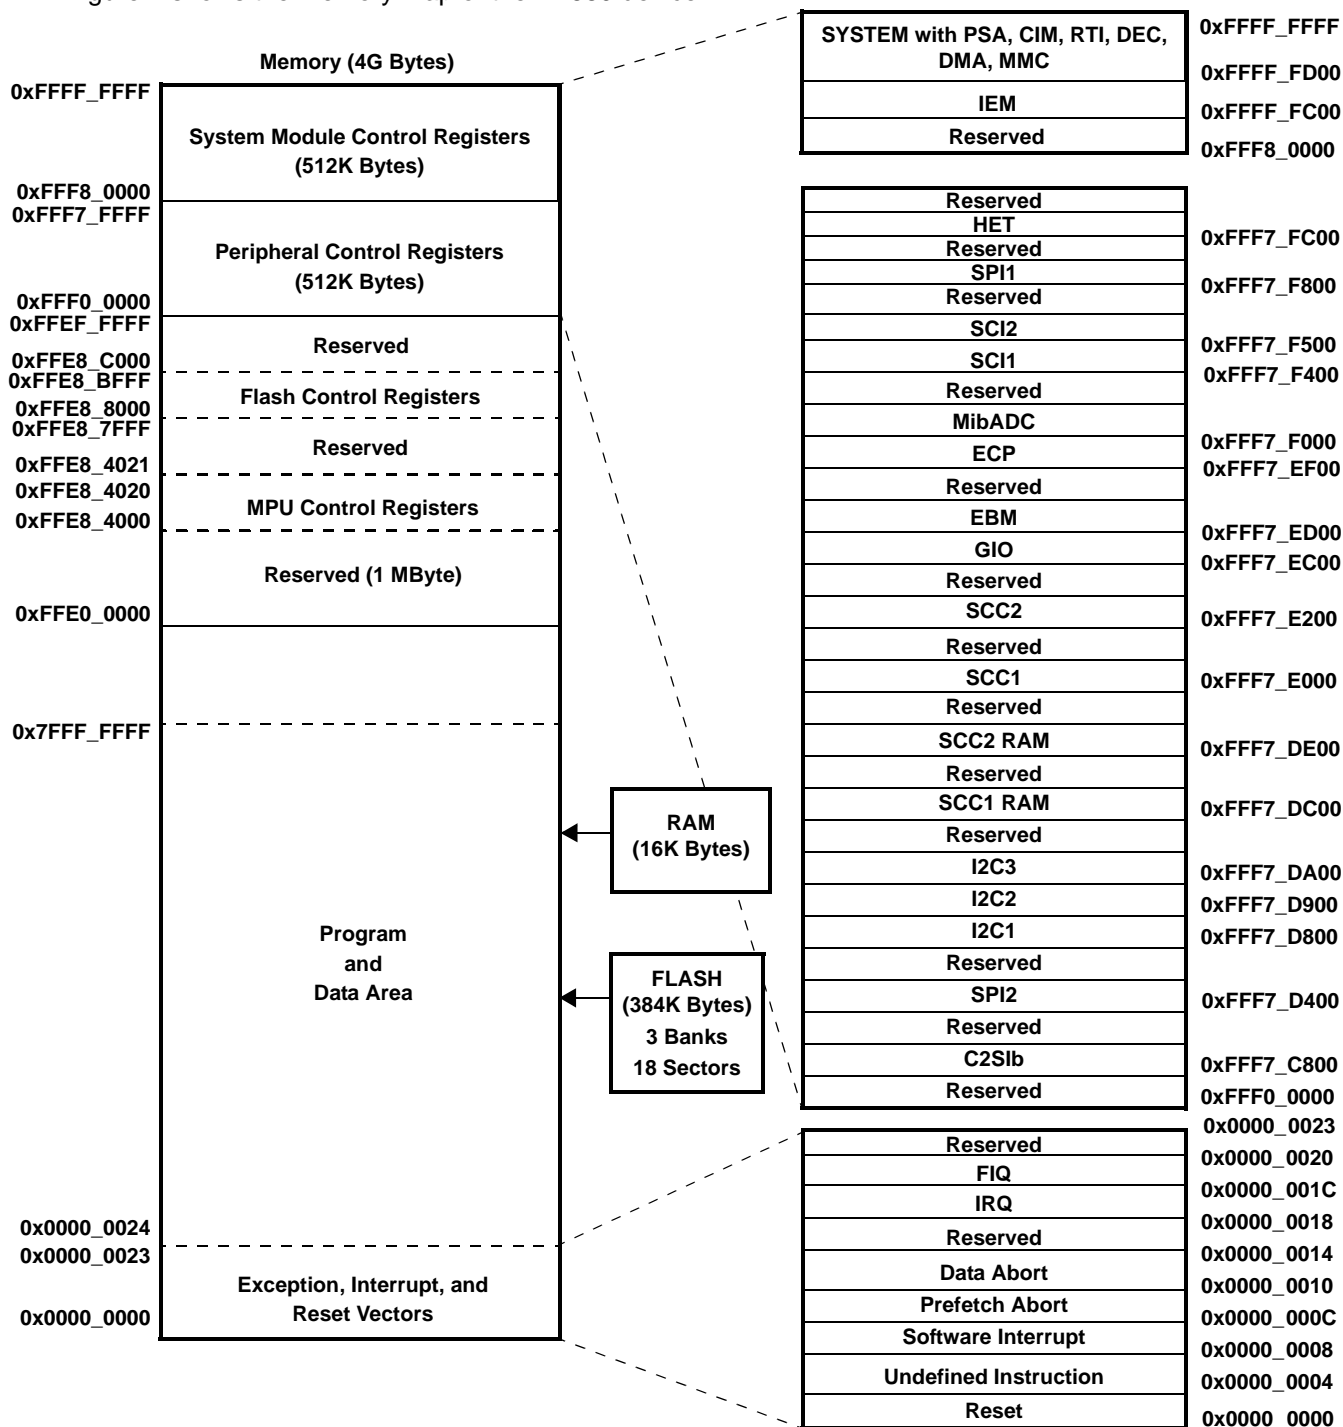 Memory (4G Bytes)
0xFFFF_FFFF
System Module Control Registers
(512K Bytes)
0xFFF8_0000
0xFFF7_FFFF
Peripheral Control Registers
(512K Bytes)
0xFFF0_0000
0xFFEF_FFFF
Reserved
0xFFE8_C000
0xFFE8_BFFF
Flash Control Registers
0xFFE8_8000
0xFFE8_7FFF
Reserved
0xFFE8_4021
0xFFE8_4020
MPU Control Registers
0xFFE8_4000
Reserved (1 MByte)
0xFFE0_0000
0x7FFF_FFFF
Program
and
Data Area
0x0000_0024
0x0000_0023
Exception, Interrupt, and
Reset Vectors
0x0000_0000
RAM
(16K Bytes)
FLASH
(384K Bytes)
3 Banks
18 Sectors
SYSTEM with PSA, CIM, RTI, DEC,
DMA, MMC
0xFFFF_FFFF
0xFFFF_FD00
IEM
0xFFFF_FC00
Reserved
0xFFF8_0000
Reserved
HET
0xFFF7_FC00
Reserved
SPI1
0xFFF7_F800
Reserved
SCI2
0xFFF7_F500
SCI1
0xFFF7_F400
Reserved
MibADC
0xFFF7_F000
ECP
0xFFF7_EF00
Reserved
EBM
0xFFF7_ED00
GIO
0xFFF7_EC00
Reserved
SCC2
0xFFF7_E200
Reserved
SCC1
0xFFF7_E000
Reserved
SCC2 RAM
0xFFF7_DE00
Reserved
SCC1 RAM
0xFFF7_DC00
Reserved
I2C3
0xFFF7_DA00
I2C2
0xFFF7_D900
I2C1
0xFFF7_D800
Reserved
SPI2
0xFFF7_D400
Reserved
C2SIb
0xFFF7_C800
Reserved
0xFFF0_0000
0x0000_0023
Reserved
0x0000_0020
FIQ
0x0000_001C
IRQ
0x0000_0018
Reserved
0x0000_0014
Data Abort
0x0000_0010
Prefetch Abort
0x0000_000C
Software Interrupt
0x0000_0008
Undefined Instruction
0x0000_0004
Reset
0x0000_0000